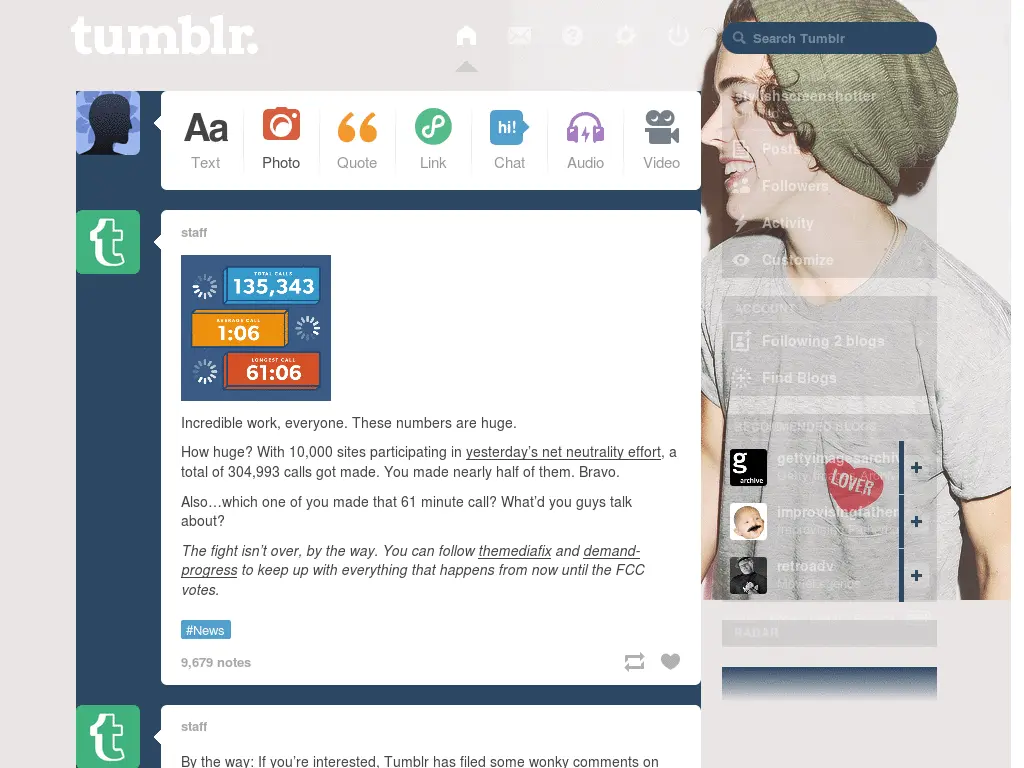 tumblr.
Search Tumblr
Aa
hi!
Text
Photo
Quote
Link
Chat
Audio
Video
stylishscreenshotter
Posts
Followers
3
Activity
Customize
ACCOUNT
Following 2 blogs
Find Blogs
RECOMMENDED BLOGS
g
archive
gettyimagesarchiv
improvisingfather
retroadv
LOVER
RADAR
staff
TOTAL CALLS
135,343
AVERAGE CALL
1:06
LONGEST CALL
61:06
Incredible work, everyone. These numbers are huge.
How huge? With 10,000 sites participating in yesterday's net neutrality effort, a
total of 304,993 calls got made. You made nearly half of them. Bravo.
Also…which one of you made that 61 minute call? What'd you guys talk
about?
The fight isn't over, by the way. You can follow themediafix and demand-
progress to keep up with everything that happens from now until the FCC
votes.
#News
9,679 notes
staff
By the way: If you're interested, Tumblr has filed some wonky comments on